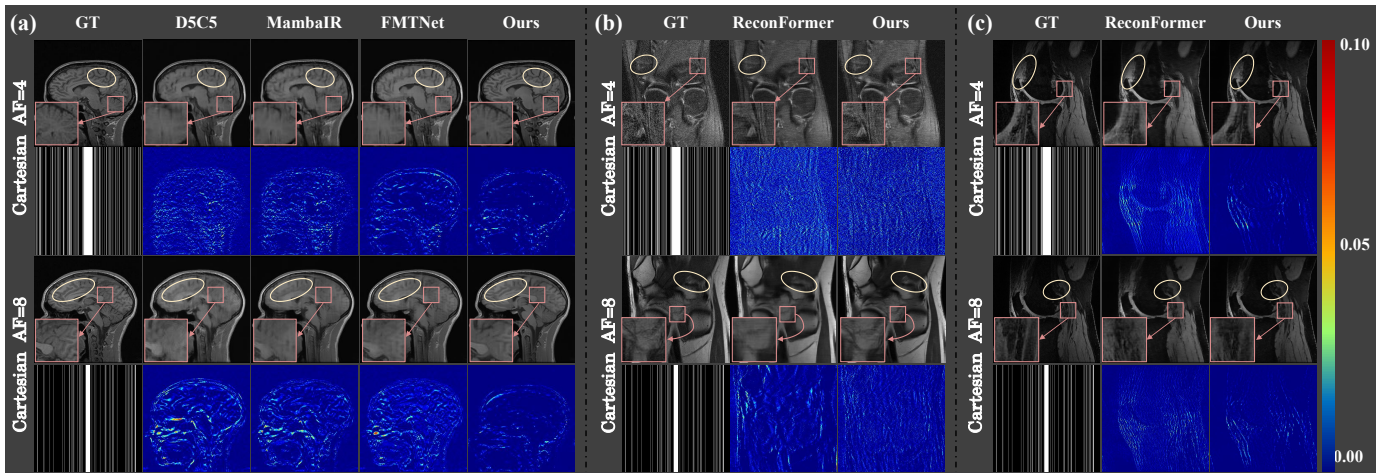 (a) GT D5C5 MambaIR FMTNet Ours (b) GT ReconFormer Ours (c) GT ReconFormer Ours
0.10
Cartesian AF=4
Cartesian AF=4
Cartesian AF=4
0.05
Cartesian AF=8
Cartesian AF=8
Cartesian AF=8
0.00